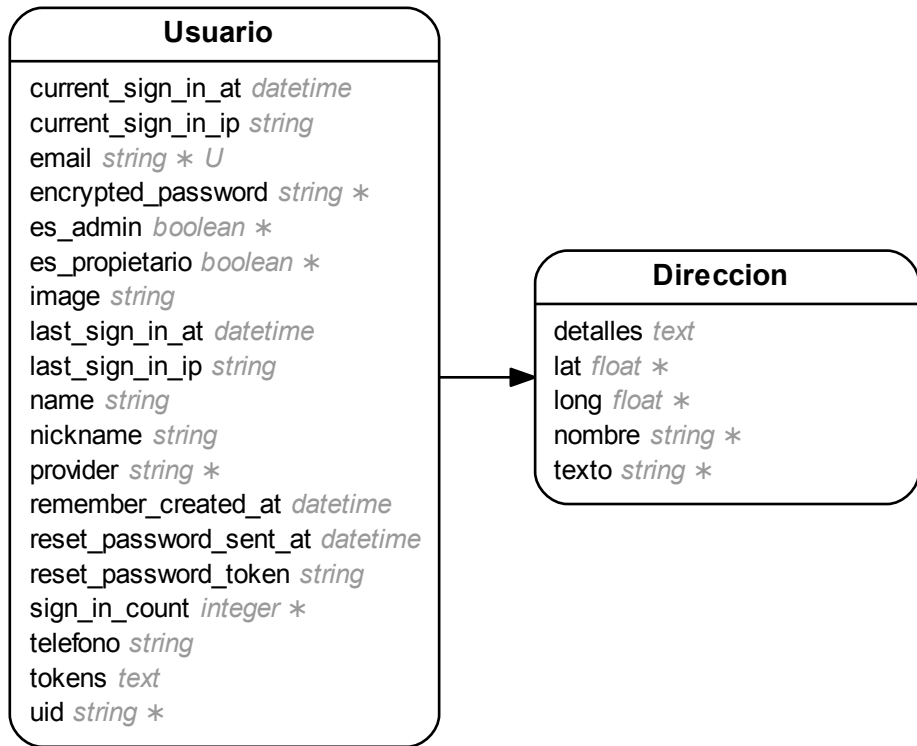 Usuario
current_sign_in_at datetime
current_sign_in_ip string
email string ∗ U
encrypted_password string ∗
es_admin boolean ∗
es_propietario boolean ∗
image string
last_sign_in_at datetime
last_sign_in_ip string
name string
nickname string
provider string ∗
remember_created_at datetime
reset_password_sent_at datetime
reset_password_token string
sign_in_count integer ∗
telefono string
tokens text
uid string ∗
Direccion
detalles text
lat float ∗
long float ∗
nombre string ∗
texto string ∗